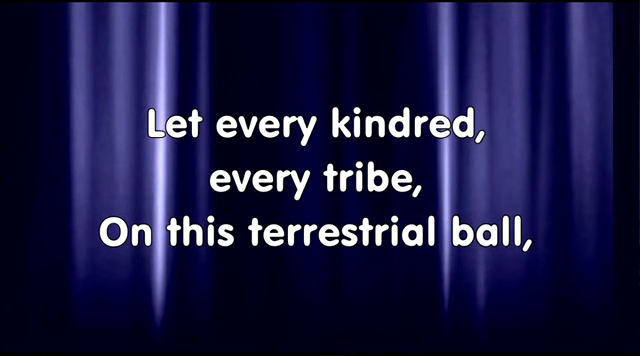 Let every kindred,
every tribe,
On this terrestrial ball,